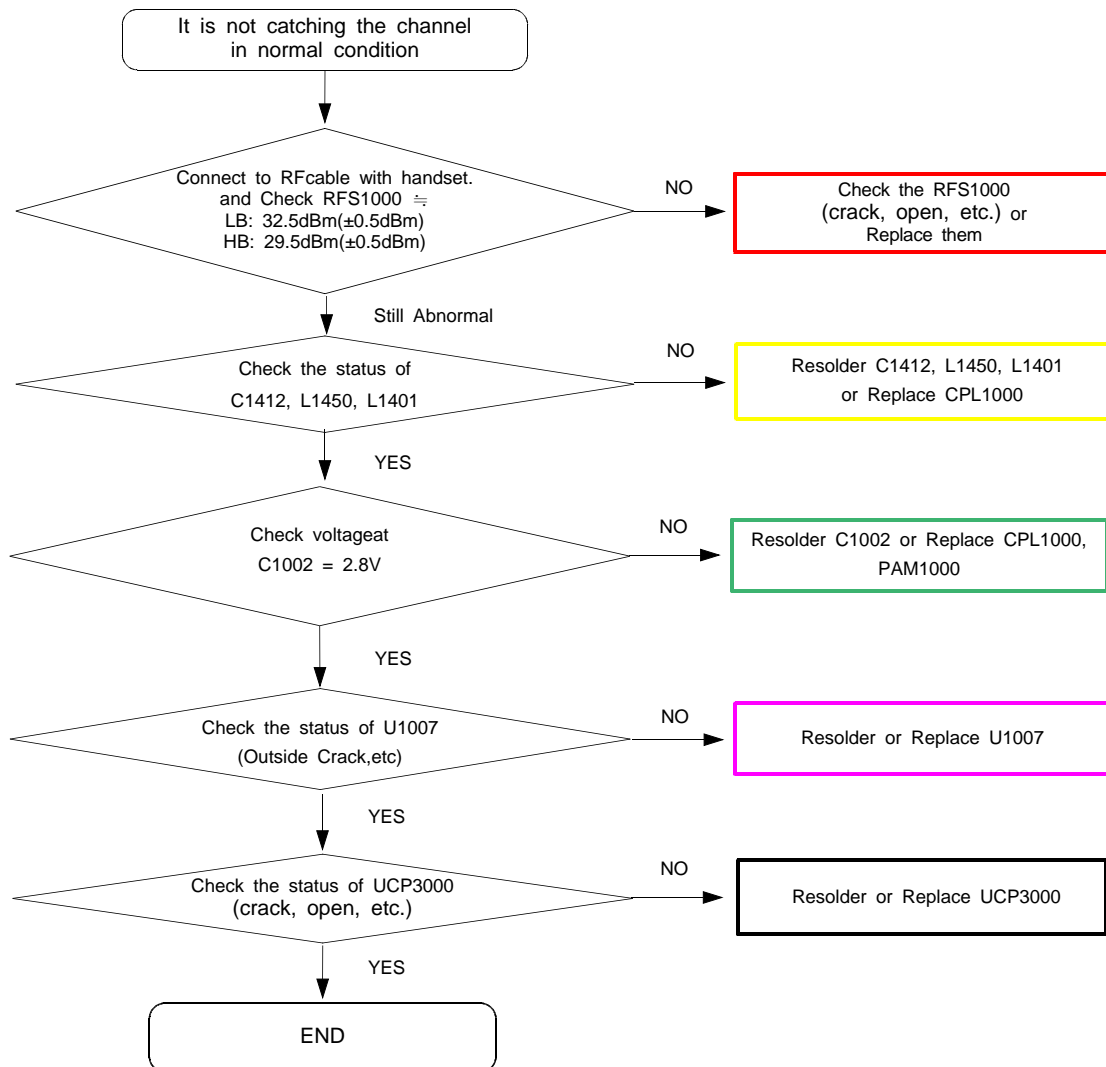 It is not catching the channel
in normal condition
Connect to RFcable with handset.
and Check RFS1000 ≒
LB: 32.5dBm(±0.5dBm)
HB: 29.5dBm(±0.5dBm)
NO
Check the RFS1000
(crack, open, etc.) or
Replace them
Still Abnormal
Check the status of
C1412, L1450, L1401
NO
Resolder C1412, L1450, L1401
or Replace CPL1000
YES
Check voltageat
C1002 = 2.8V
NO
Resolder C1002 or Replace CPL1000,
PAM1000
YES
Check the status of U1007
(Outside Crack,etc)
NO
Resolder or Replace U1007
YES
Check the status of UCP3000
(crack, open, etc.)
NO
Resolder or Replace UCP3000
YES
END